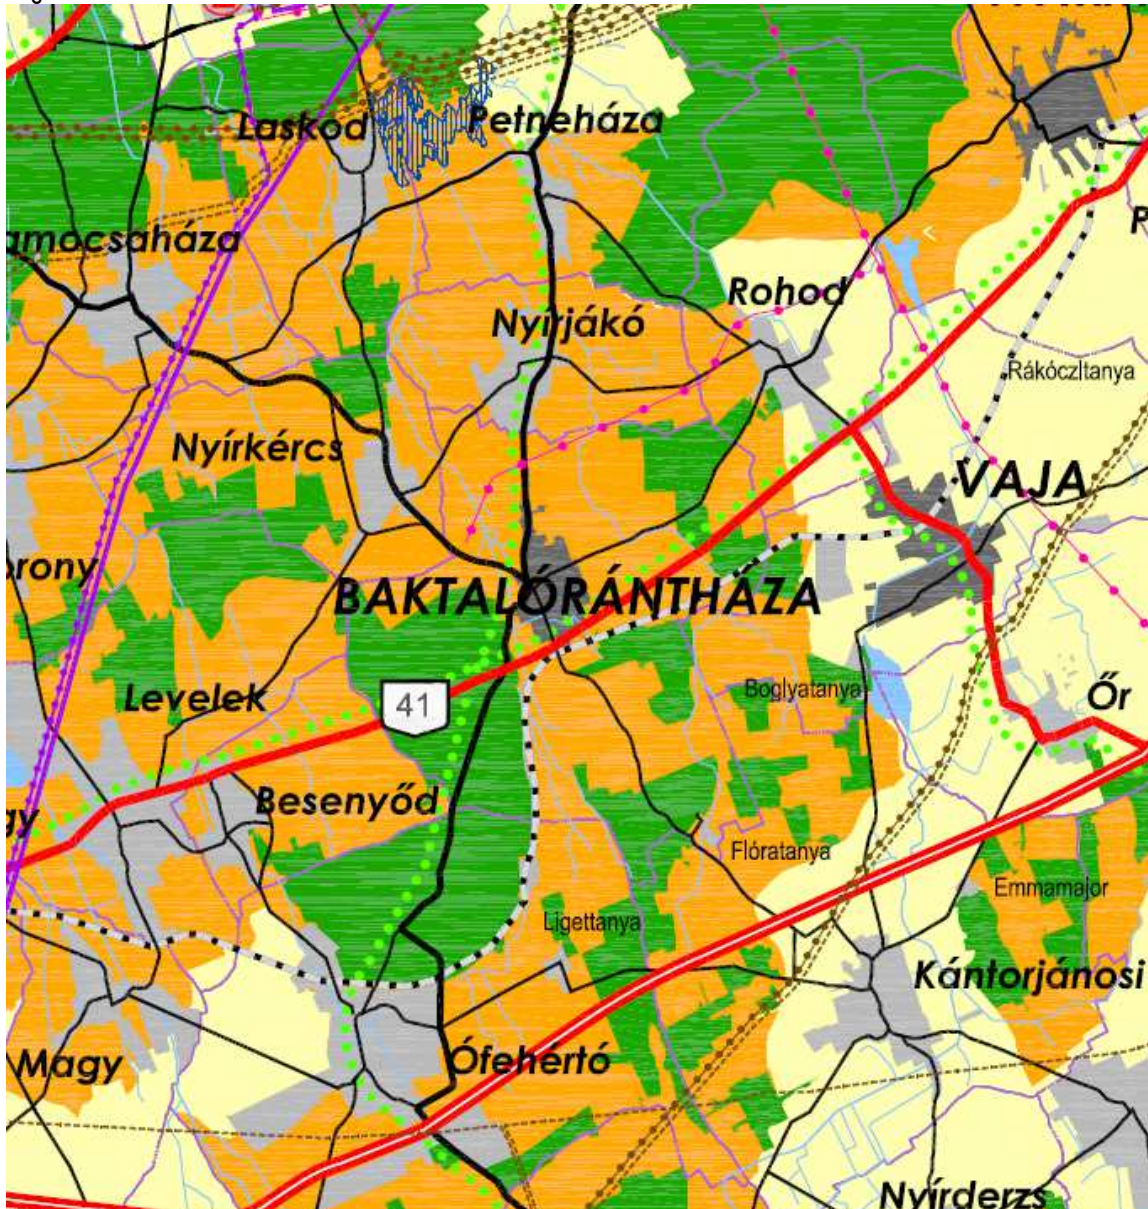 Laskod
Petneháza
amocsaháza
Rohod
Nyírjákó
Rákóczitanya
Nyírkércs
VAJA
BAKTALÓRÁNTHÁZA
Levelek
41
Boglyatanya
Őr
Besenyőd
Flóratanya
Emmamajor
Ligettanya
Kántorjánosi
Magy
Ófehértó
Nyírderzs